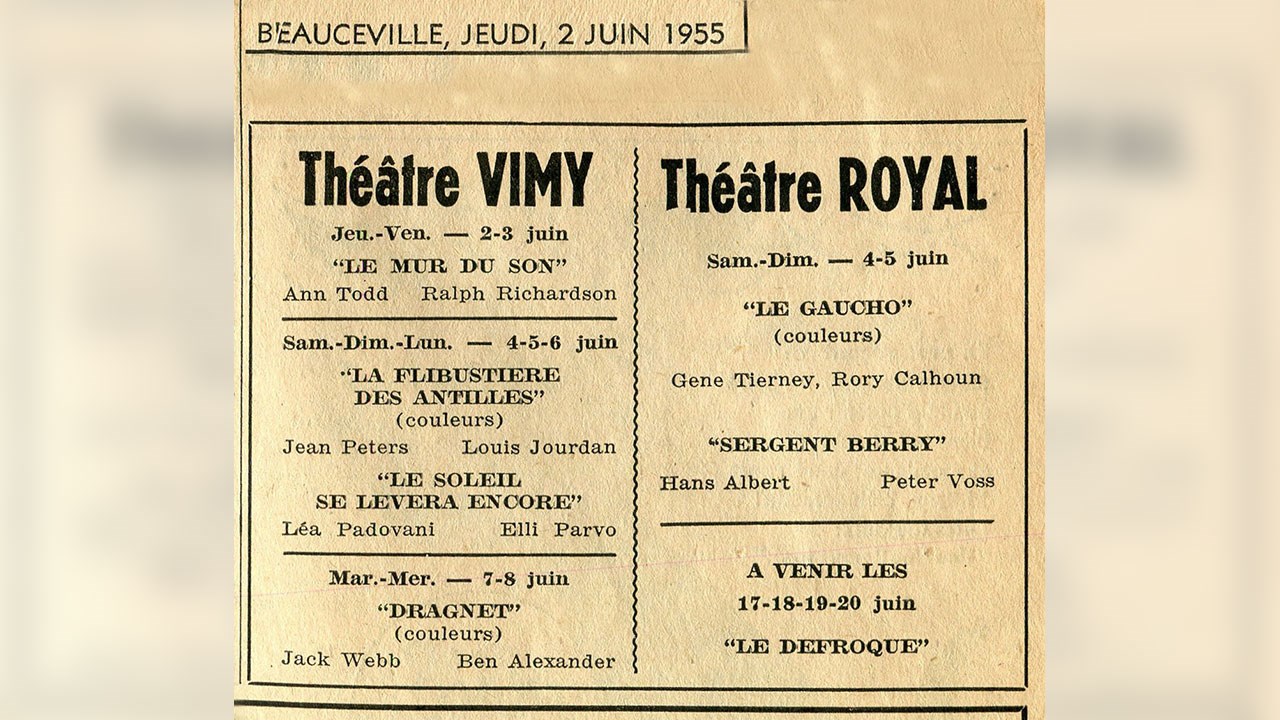 BEAUCEVILLE, JEUDI, 2 JUIN 1955
Théâtre VIMY
Jeu.-Ven. — 2-3 juin
"LE MUR DU SON"
Ann Todd Ralph Richardson
Sam.-Dim.-Lun. — 4-5-6 juin
"LA FLIBUSTIERE
DES ANTILLES"
(couleurs)
Jean Peters Louis Jourdan
"LE SOLEIL
SE LEVERA ENCORE"
Léa Padovani Elli Parvo
Mar.-Mer. — 7-8 juin
"DRAGNET"
(couleurs)
Jack Webb Ben Alexander
Théâtre ROYAL
Sam.-Dim. — 4-5 juin
"LE GAUCHO"
(couleurs)
Gene Tierney, Rory Calhoun
"SERGENT BERRY"
Hans Albert Peter Voss
A VENIR LES
17-18-19-20 juin
"LE DEFROQUE"